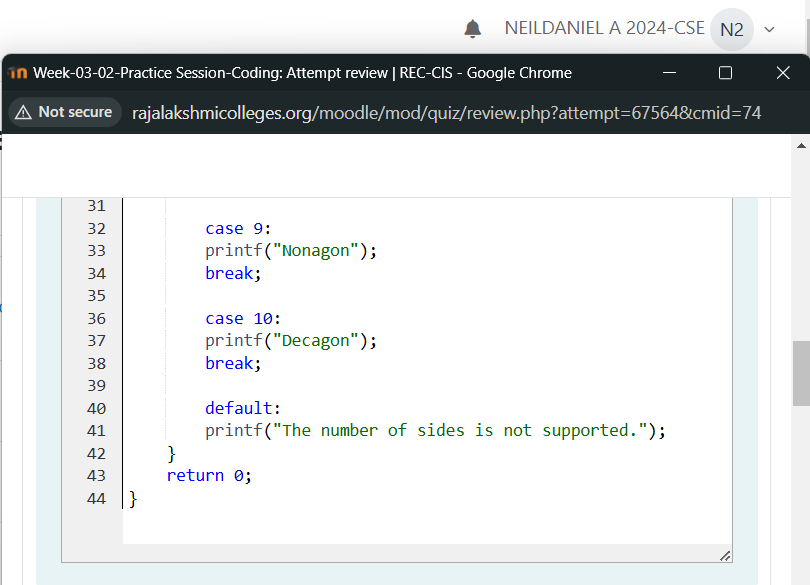 NEILDANIEL A 2024-CSE N2
Week-03-02-Practice Session-Coding: Attempt review | REC-CIS - Google Chrome
Not secure rajalakshmicolleges.org/moodle/mod/quiz/review.php?attempt=67564&cmid=74
31
32 case 9:
33 printf("Nonagon");
34 break;
35
36 case 10:
37 printf("Decagon");
38 break;
39
40 default:
41 printf("The number of sides is not supported.");
42 }
43 return 0;
44 }